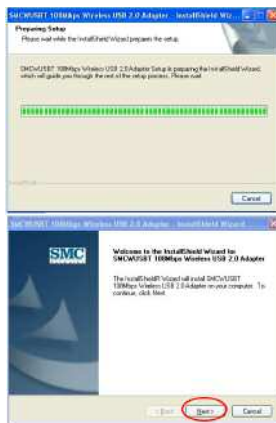 SMCWUSBT 108Mbps Wireless USB 2.0 Adapter - InstallShield Wiz...
Preparing Setup
Please wait while the InstallShield Wizard prepares the setup.
SMCWUSBT 108Mbps Wireless USB 2.0 Adapter Setup is preparing the InstallShield Wizard,
which will guide you through the rest of the setup process. Please wait.
InstallShield
Cancel
SMCWUSBT 108Mbps Wireless USB 2.0 Adapter - InstallShield Wizard
SMC
Welcome to the InstallShield Wizard for
SMCWUSBT 108Mbps Wireless USB 2.0 Adapter
The InstallShield® Wizard will install SMCWUSBT
108Mbps Wireless USB 2.0 Adapter on your computer. To
continue, click Next.
< Back
Next >
Cancel